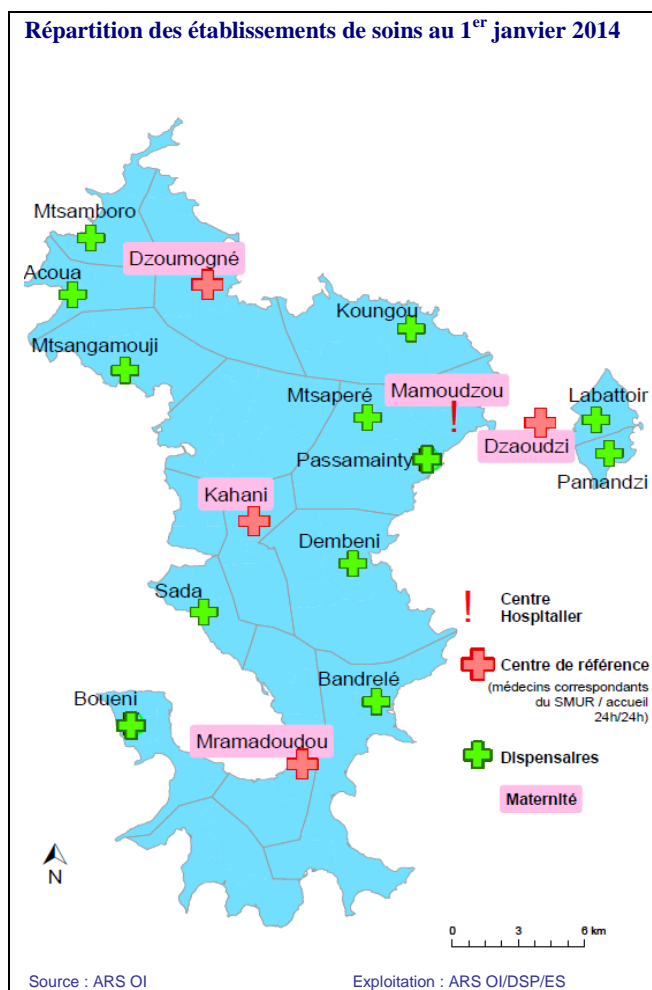 Répartition des établissements de soins au 1er janvier 2014
Mtsamboro
Dzoumogné
Acoua
Koungou
Mtsangamouji
Mtsaperé
Mamoudzou
Labattoir
Dzaoudzi
Passamainty
Pamandzi
Kahani
Dembeni
Sada
! Centre
Hospitalier
Centre de référence
(médecins correspondants
du SMUR / accueil
24h/24h)
Bandrelé
Boueni
Mramadoudou
Dispensaires
Maternité
N
0 3 6 km
Source : ARS OI
Exploitation : ARS OI/DSP/ES